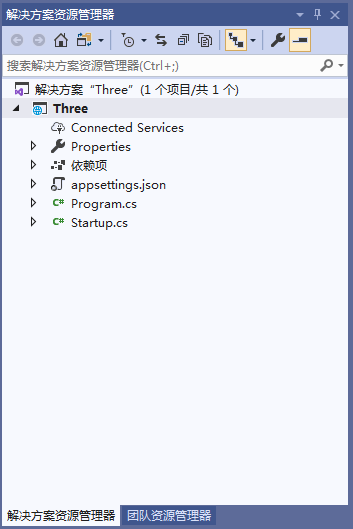 解决方案资源管理器
搜索解决方案资源管理器(Ctrl+;)
解决方案“Three”(1 个项目/共 1 个)
Three
Connected Services
Properties
依赖项
appsettings.json
C# Program.cs
C# Startup.cs
解决方案资源管理器 团队资源管理器